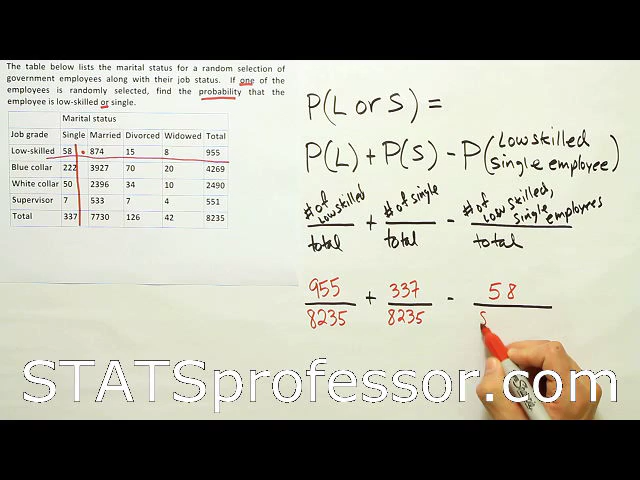 The table below lists the marital status for a random selection of
government employees along with their job status. If one of the
employees is randomly selected, find the probability that the
employee is low-skilled or single.
Marital status
Job grade Single Married Divorced Widowed Total
Low-skilled 58 874 15 8 955
Blue collar 222 3927 70 20 4269
White collar 50 2396 34 10 2490
Supervisor 7 533 7 4 551
Total 337 7730 126 42 8235
P(L or S) =
P(L) + P(S) - P(Low skilled
single employee)
# of low skilled + # of single - # of low skilled, single employees
total total total
955 + 337 - 58
8235 8235 8
STATSprofessor.com
Sharpie